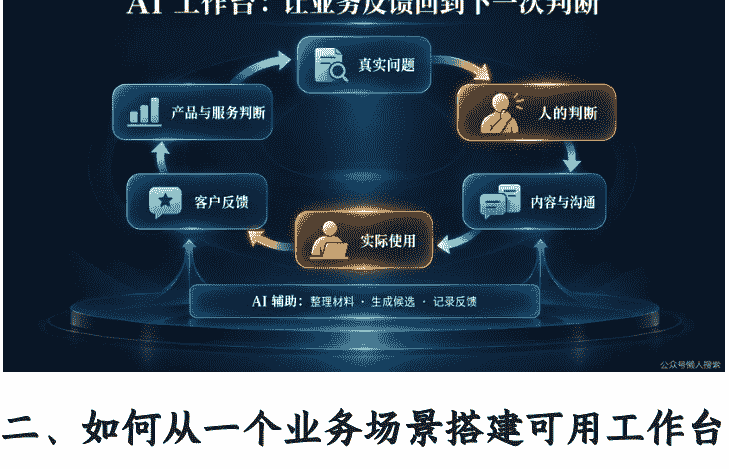 AI 工作台：让业务反馈回到下一次判断
真实问题
产品与服务判断
人的判断
客户反馈
内容与沟通
实际使用
AI 辅助：整理材料 · 生成候选 · 记录反馈
公众号懒人搜索
二、如何从一个业务场景搭建可用工作台